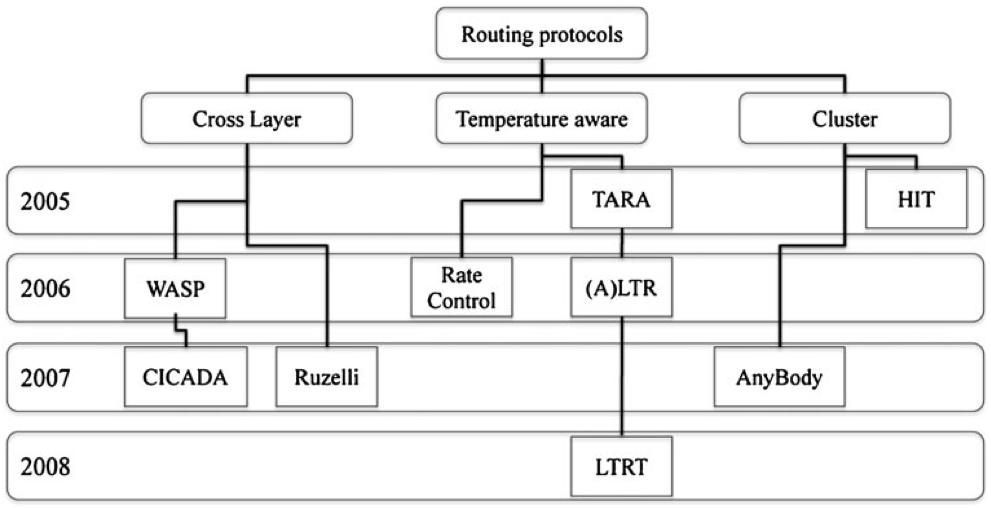 Routing protocols
Cross Layer
Temperature aware
Cluster
2005
TARA
HIT
2006
WASP
Rate
Control
(A)LTR
2007
CICADA
Ruzelli
AnyBody
2008
LTRT